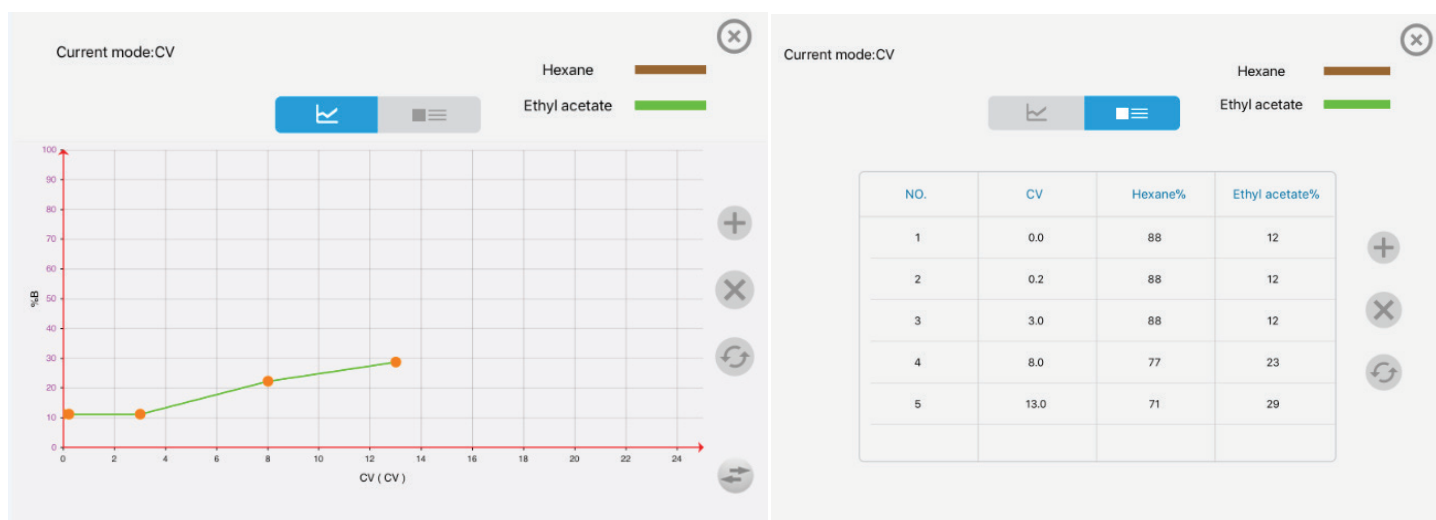 Current mode:CV
Hexane
Ethyl acetate
100
90
80
70
60
50
40
30
20
10
0
%B
0 2 4 6 8 10 12 14 16 18 20 22 24
CV ( CV )
Current mode:CV
Hexane
Ethyl acetate
NO. CV Hexane% Ethyl acetate%
1 0.0 88 12
2 0.2 88 12
3 3.0 88 12
4 8.0 77 23
5 13.0 71 29